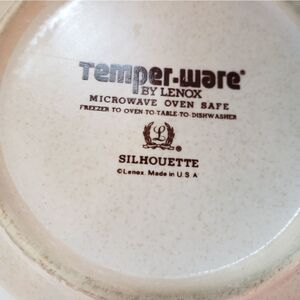 Temper-ware®
BY LENOX
MICROWAVE OVEN SAFE
FREEZER TO OVEN-TO-TABLE-TO-DISHWASHER
L
SILHOUETTE
©Lenox. Made in U.S.A